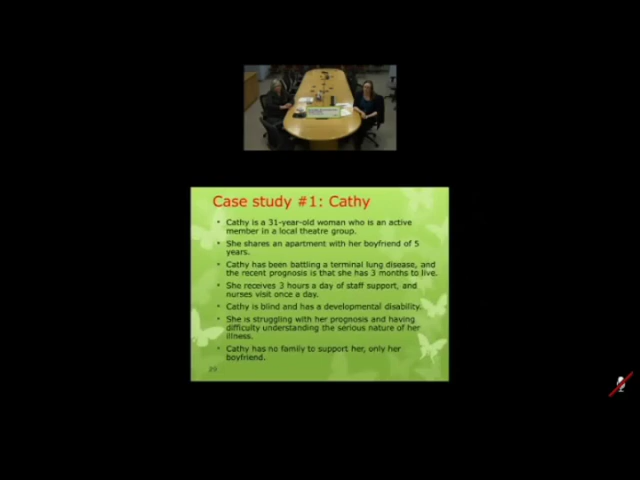 Case study #1: Cathy
• Cathy is a 31-year-old woman who is an active
member in a local theatre group.
• She shares an apartment with her boyfriend of 5
years.
• Cathy has been battling a terminal lung disease, and
the recent prognosis is that she has 3 months to live.
• She receives 3 hours a day of staff support, and
nurses visit once a day.
• Cathy is blind and has a developmental disability.
• She is struggling with her prognosis and having
difficulty understanding the serious nature of her
illness.
• Cathy has no family to support her, only her
boyfriend.